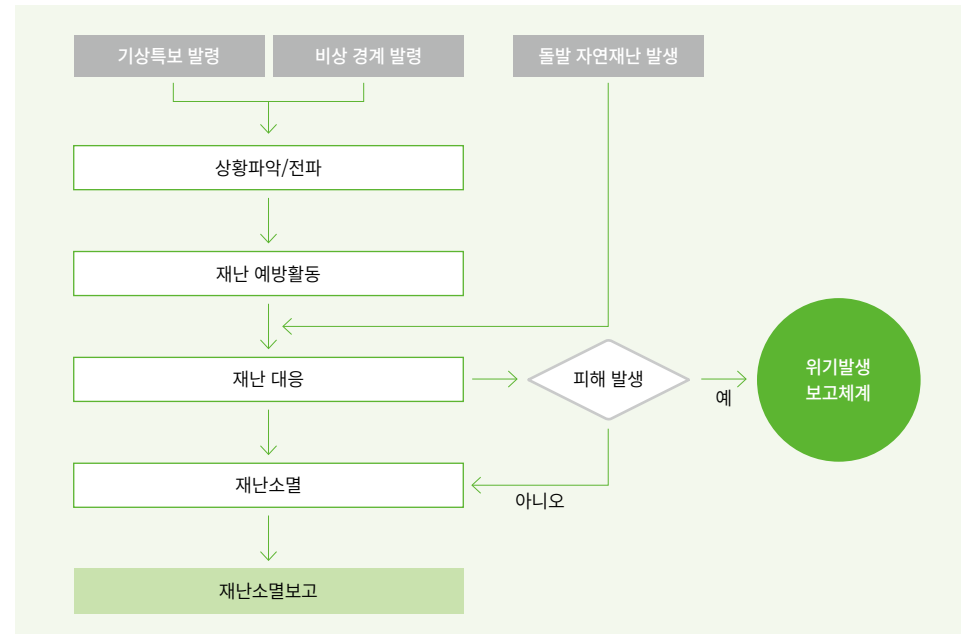 기상특보 발령
비상 경계 발령
돌발 자연재난 발생
상황파악/전파
재난 예방활동
재난 대응
피해 발생
예
위기발생
보고체계
재난소멸
아니오
재난소멸보고